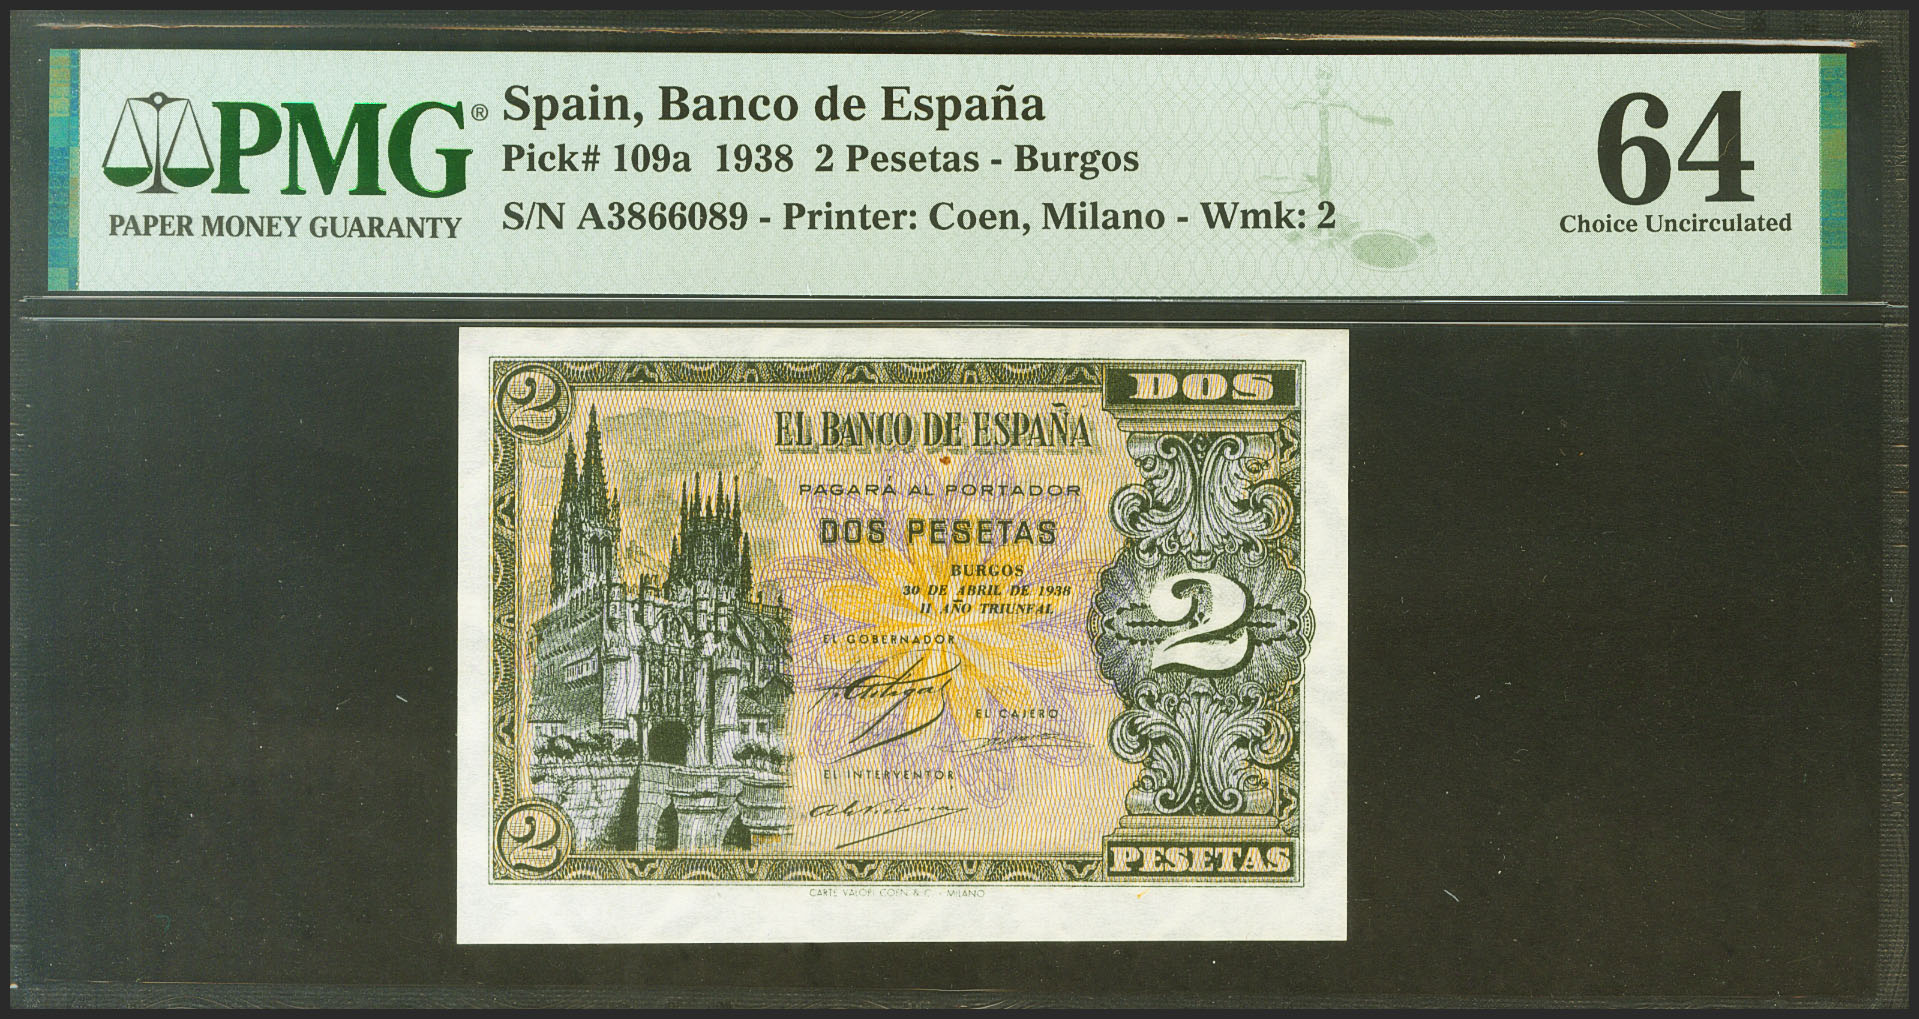 PMG®
PAPER MONEY GUARANTY
Spain, Banco de España
Pick# 109a 1938 2 Pesetas - Burgos
S/N A3866089 - Printer: Coen, Milano - Wmk: 2
64
Choice Uncirculated
2
DOS
EL BANCO DE ESPAÑA
PAGARÁ AL PORTADOR
DOS PESETAS
BURGOS
30 DE ABRIL DE 1938
II AÑO TRIUNFAL
2
EL GOBERNADOR
EL CAJERO
EL INTERVENTOR
2
PESETAS
CARTE VALORI COEN & C. - MILANO